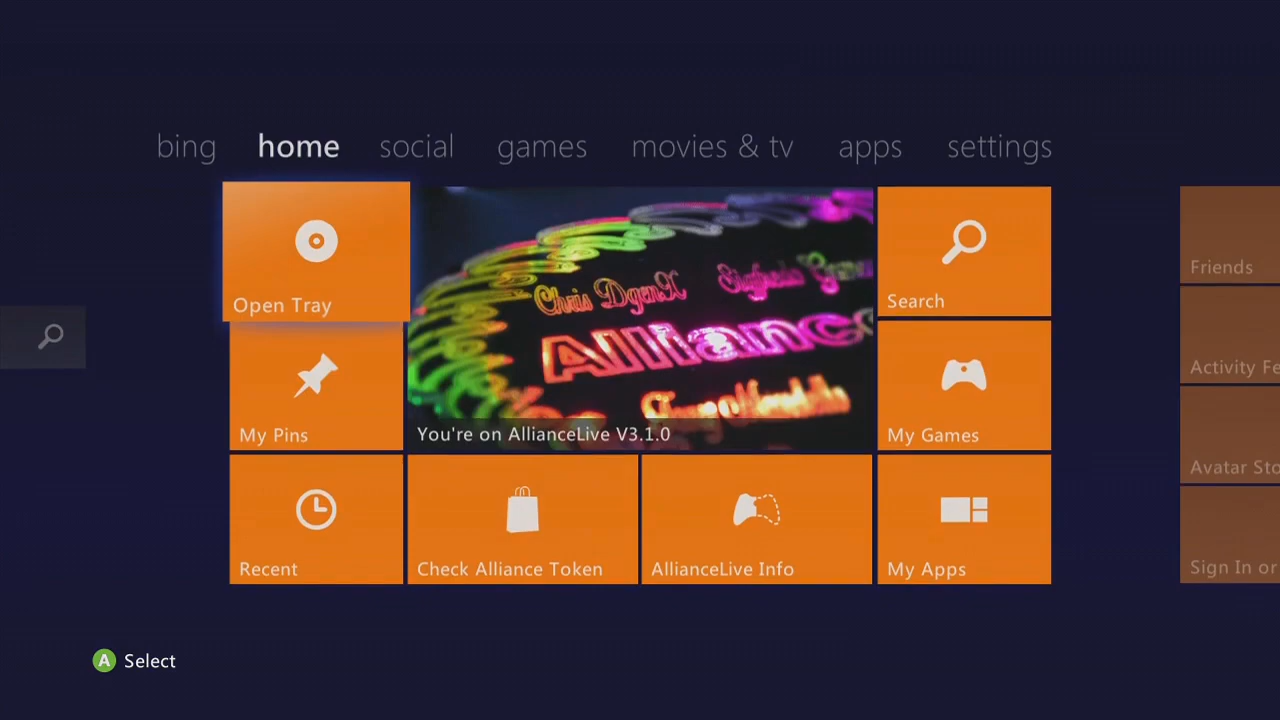 bing home social games movies & tv apps settings
Open Tray
My Pins
Recent
Chris DgenX
Alliance
You're on AllianceLive V3.1.0
Check Alliance Token
AllianceLive Info
Search
My Games
My Apps
Friends
Activity Fe
Avatar Sto
Sign In or
A Select